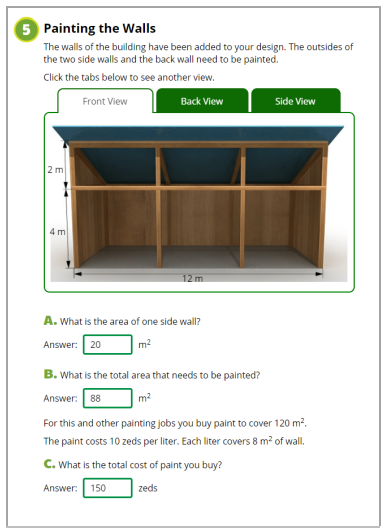 5 Painting the Walls
The walls of the building have been added to your design. The outsides of
the two side walls and the back wall need to be painted.
Click the tabs below to see another view.
Front View Back View Side View
2 m
4 m
12 m
A. What is the area of one side wall?
Answer: 20 m²
B. What is the total area that needs to be painted?
Answer: 88 m²
For this and other painting jobs you buy paint to cover 120 m².
The paint costs 10 zeds per liter. Each liter covers 8 m² of wall.
C. What is the total cost of paint you buy?
Answer: 150 zeds